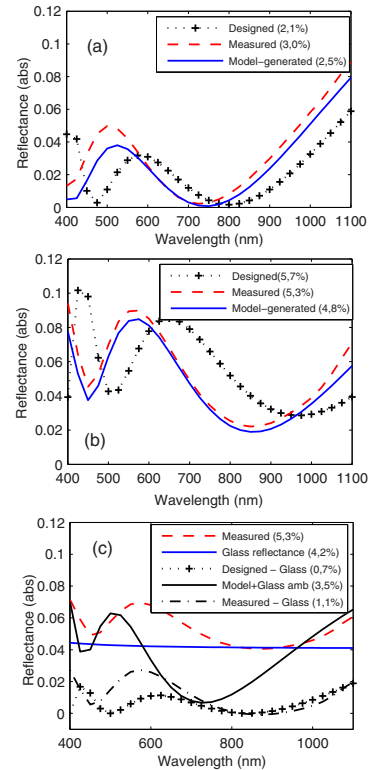 (a)
Designed (2,1%)
Measured (3,0%)
Model-generated (2,5%)
0.12
0.1
0.08
0.06
0.04
0.02
0
Reflectance (abs)
400 500 600 700 800 900 1000 1100
Wavelength (nm)
(b)
Designed(5,7%)
Measured (5,3%)
Model-generated (4,8%)
0.12
0.1
0.08
0.06
0.04
0.02
0
Reflectance (abs)
400 500 600 700 800 900 1000 1100
Wavelength (nm)
(c)
Measured (5,3%)
Glass reflectance (4,2%)
Designed - Glass (0,7%)
Model+Glass amb (3,5%)
Measured - Glass (1,1%)
0.12
0.1
0.08
0.06
0.04
0.02
0
Reflectance (abs)
400 600 800 1000
Wavelength (nm)